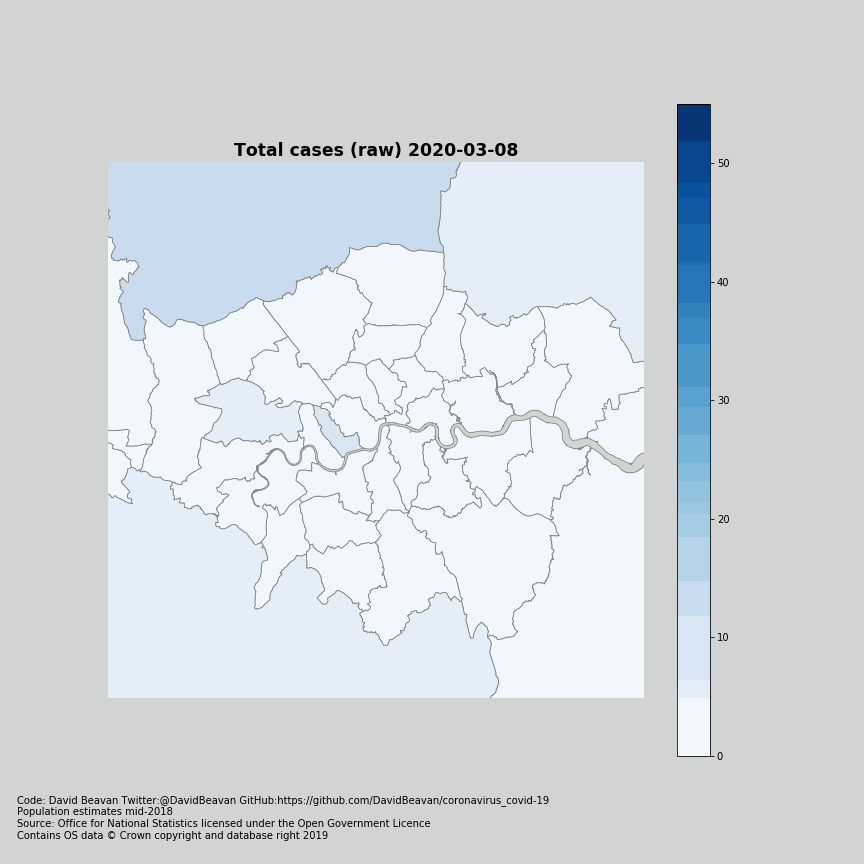 Total cases (raw) 2020-03-08
50
40
30
20
10
0
Code: David Beavan Twitter:@DavidBeavan GitHub:https://github.com/DavidBeavan/coronavirus_covid-19
Population estimates mid-2018
Source: Office for National Statistics licensed under the Open Government Licence
Contains OS data © Crown copyright and database right 2019